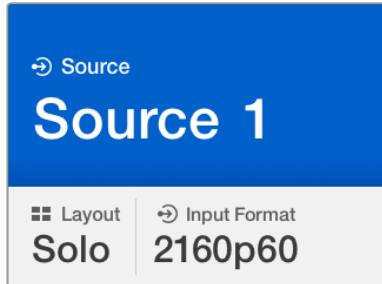 Source
Source 1
Layout
Solo
Input Format
2160p60